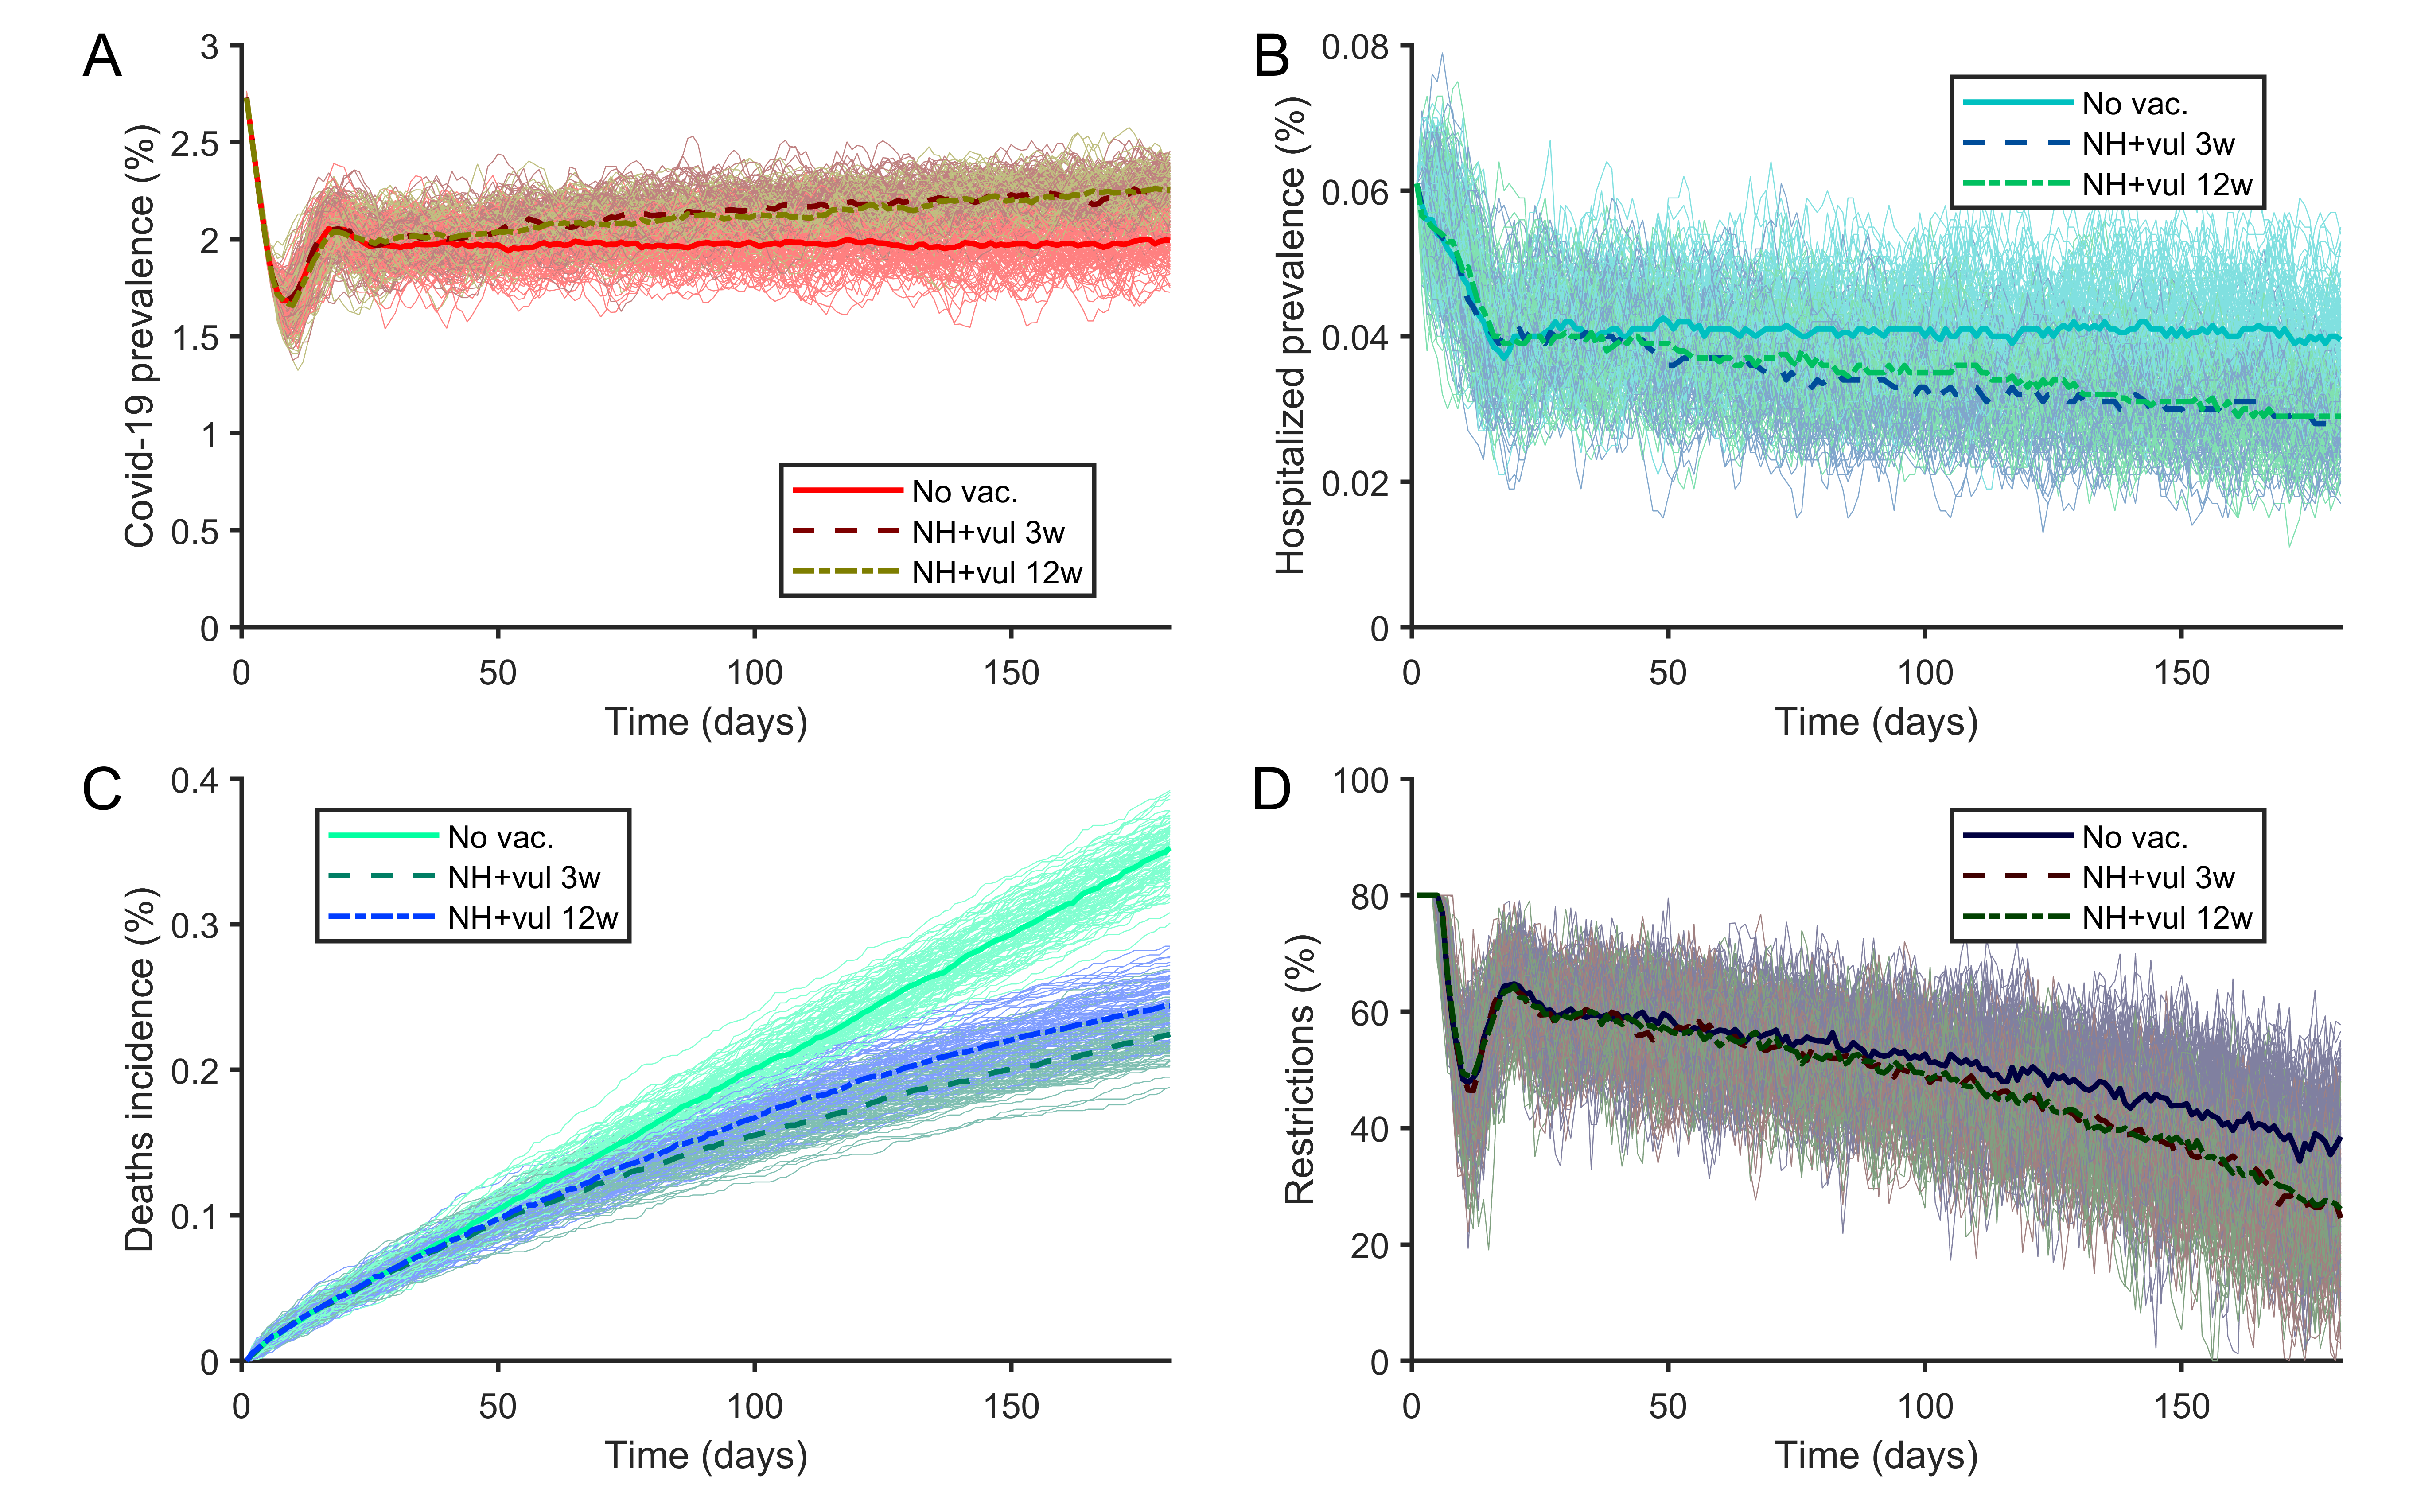 A
Covid-19 prevalence (%)
3
2.5
2
1.5
1
0.5
0
0 50 100 150
Time (days)
No vac.
NH+vul 3w
NH+vul 12w
B
Hospitalized prevalence (%)
0.08
0.06
0.04
0.02
0
0 50 100 150
Time (days)
No vac.
NH+vul 3w
NH+vul 12w
C
Deaths incidence (%)
0.4
0.3
0.2
0.1
0
0 50 100 150
Time (days)
No vac.
NH+vul 3w
NH+vul 12w
D
Restrictions (%)
100
80
60
40
20
0
0 50 100 150
Time (days)
No vac.
NH+vul 3w
NH+vul 12w